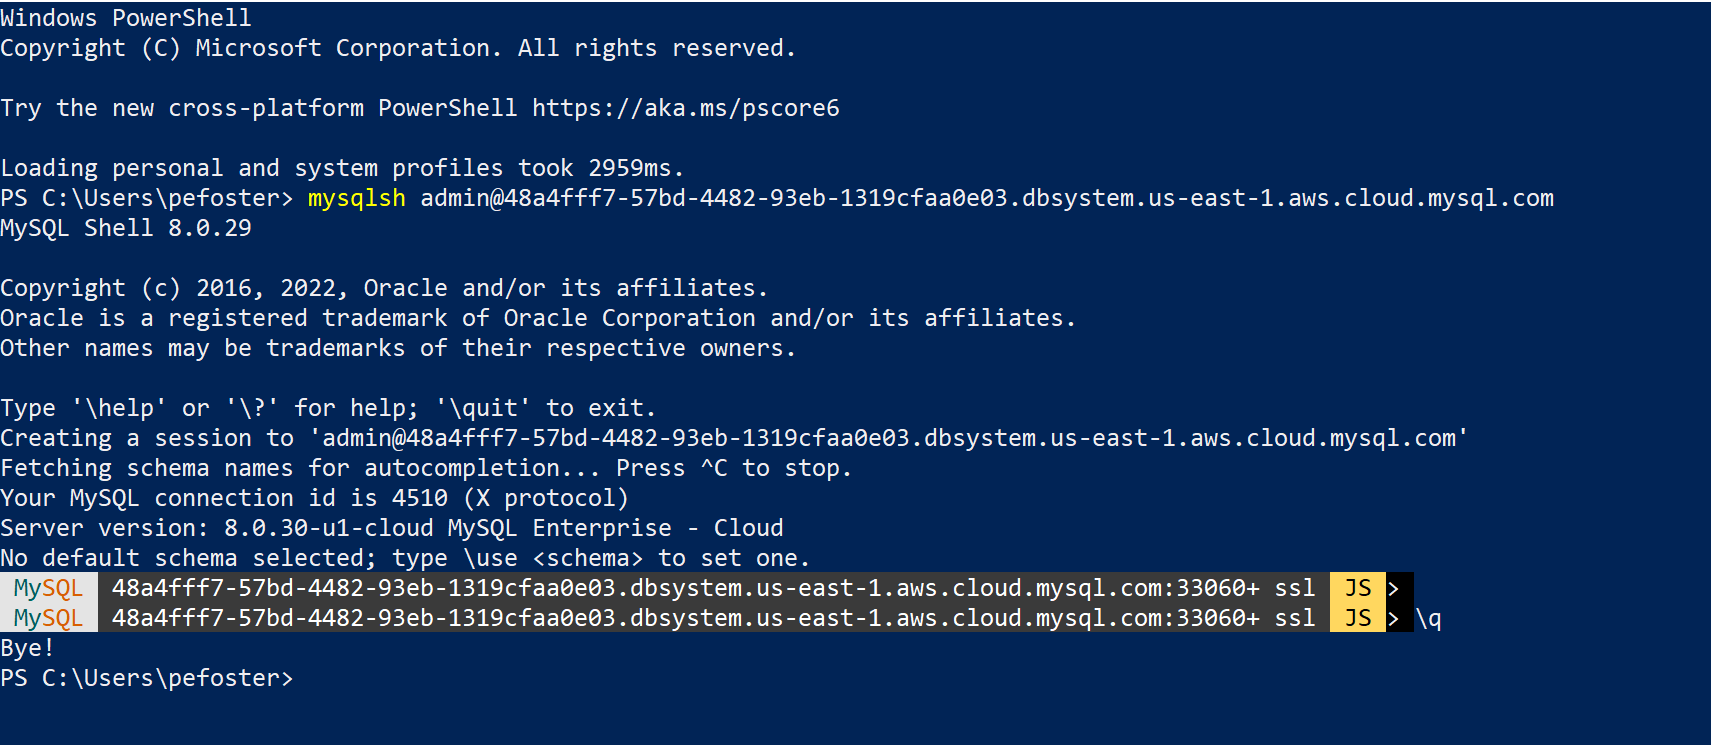 Windows PowerShell
Copyright (C) Microsoft Corporation. All rights reserved.
Try the new cross-platform PowerShell https://aka.ms/pscore6
Loading personal and system profiles took 2959ms.
PS C:\Users\pefoster> mysqlsh admin@48a4fff7-57bd-4482-93eb-1319cfaa0e03.dbsystem.us-east-1.aws.cloud.mysql.com
MySQL Shell 8.0.29
Copyright (c) 2016, 2022, Oracle and/or its affiliates.
Oracle is a registered trademark of Oracle Corporation and/or its affiliates.
Other names may be trademarks of their respective owners.
Type '\help' or '\?' for help; '\quit' to exit.
Creating a session to 'admin@48a4fff7-57bd-4482-93eb-1319cfaa0e03.dbsystem.us-east-1.aws.cloud.mysql.com'
Fetching schema names for autocompletion... Press ^C to stop.
Your MySQL connection id is 4510 (X protocol)
Server version: 8.0.30-u1-cloud MySQL Enterprise - Cloud
No default schema selected; type \use <schema> to set one.
MySQL 48a4fff7-57bd-4482-93eb-1319cfaa0e03.dbsystem.us-east-1.aws.cloud.mysql.com:33060+ ssl JS >
MySQL 48a4fff7-57bd-4482-93eb-1319cfaa0e03.dbsystem.us-east-1.aws.cloud.mysql.com:33060+ ssl JS > \q
Bye!
PS C:\Users\pefoster>